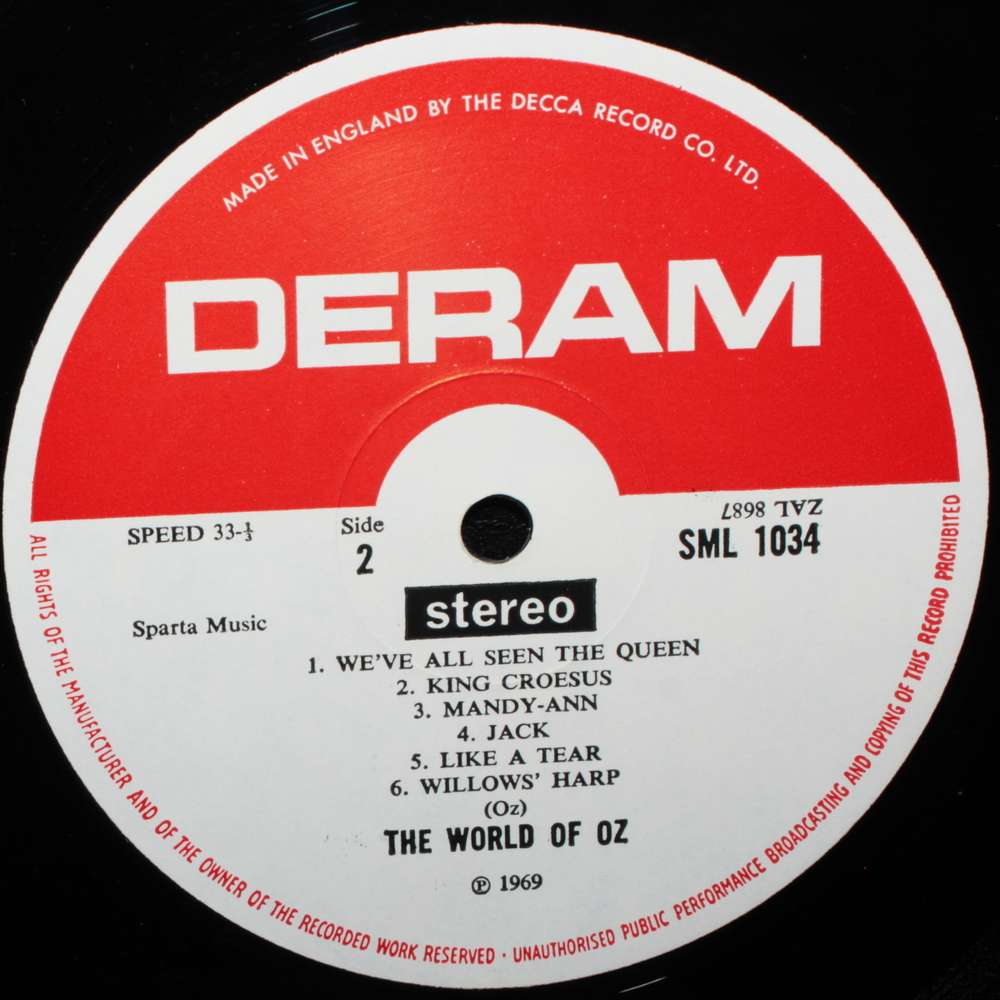 MADE IN ENGLAND BY THE DECCA RECORD CO. LTD.
DERAM
SPEED 33-⅓
Side
2
ZAL 8687
SML 1034
stereo
Sparta Music
1. WE'VE ALL SEEN THE QUEEN
2. KING CROESUS
3. MANDY-ANN
4. JACK
5. LIKE A TEAR
6. WILLOWS' HARP
(Oz)
THE WORLD OF OZ
℗ 1969
ALL RIGHTS OF THE MANUFACTURER AND OF THE OWNER OF THE RECORDED WORK RESERVED · UNAUTHORISED PUBLIC PERFORMANCE BROADCASTING AND COPYING OF THIS RECORD PROHIBITED